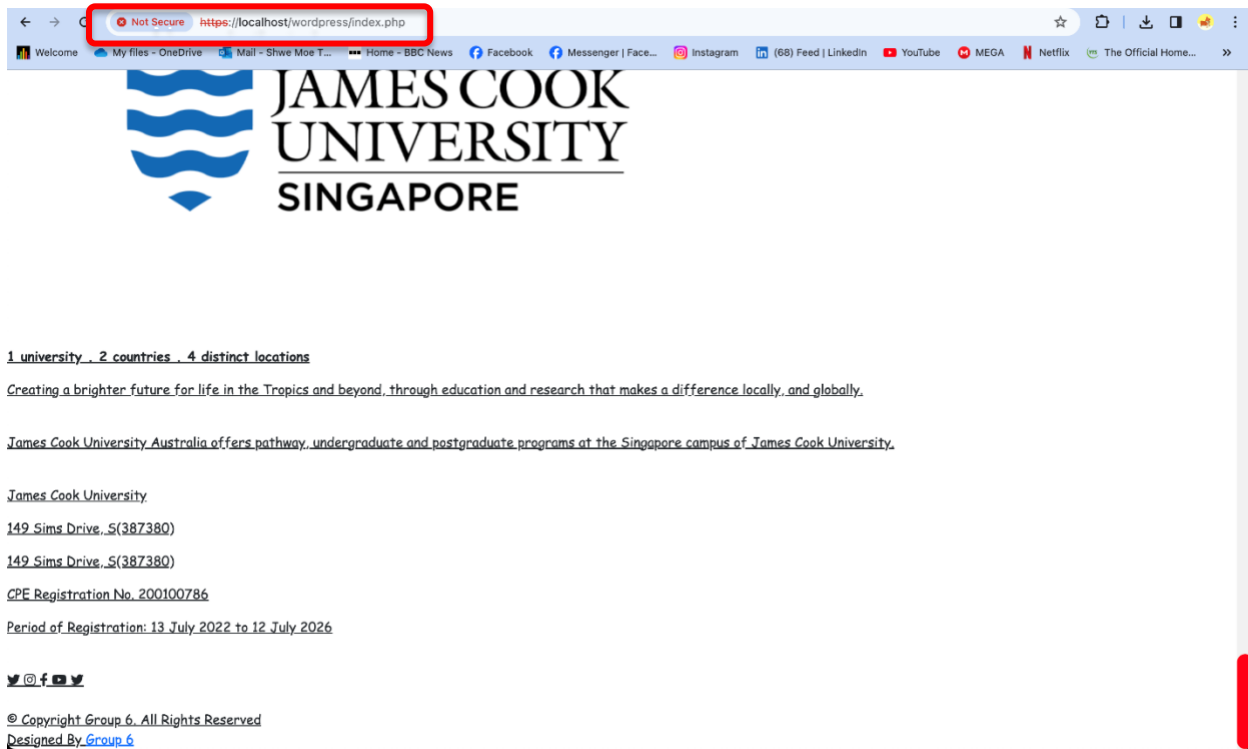 Not Secure https://localhost/wordpress/index.php
Welcome My files - OneDrive Mail - Shwe Moe T... Home - BBC News Facebook Messenger | Face... Instagram (68) Feed | LinkedIn YouTube MEGA Netflix The Official Home... »
JAMES COOK
UNIVERSITY
SINGAPORE
1 university . 2 countries . 4 distinct locations
Creating a brighter future for life in the Tropics and beyond, through education and research that makes a difference locally, and globally.
James Cook University Australia offers pathway, undergraduate and postgraduate programs at the Singapore campus of James Cook University.
James Cook University
149 Sims Drive, S(387380)
149 Sims Drive, S(387380)
CPE Registration No. 200100786
Period of Registration: 13 July 2022 to 12 July 2026
© Copyright Group 6. All Rights Reserved
Designed By Group 6